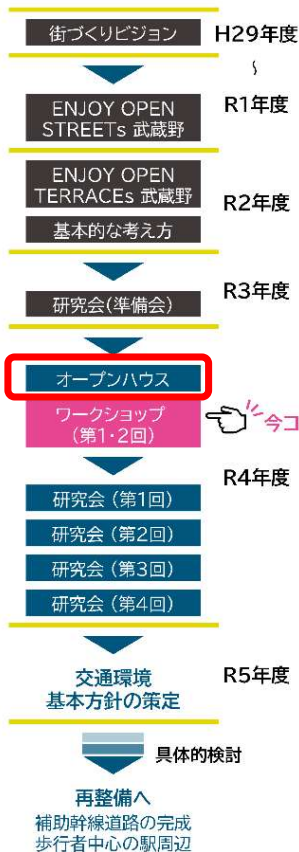 街づくりビジョン H29年度
~
ENJOY OPEN
STREETs 武蔵野
R1年度
ENJOY OPEN
TERRACEs 武蔵野
基本的な考え方
R2年度
研究会(準備会)
R3年度
オープンハウス
ワークショップ
(第1・2回)
今コ
R4年度
研究会 (第1回)
研究会 (第2回)
研究会 (第3回)
研究会 (第4回)
交通環境
基本方針の策定
R5年度
具体的検討
再整備へ
補助幹線道路の完成
歩行者中心の駅周辺